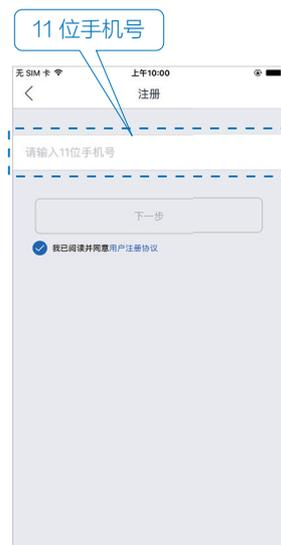 11 位手机号
无 SIM 卡 上午10:00
注册
请输入11位手机号
下一步
我已阅读并同意用户注册协议